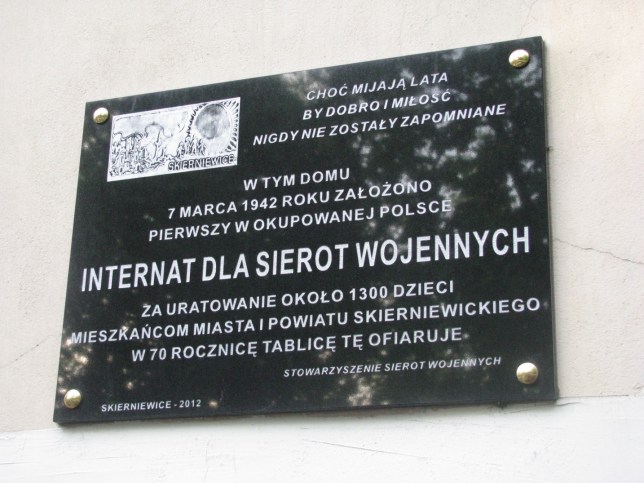 CHOĆ MIJAJĄ LATA
BY DOBRO I MIŁOŚĆ
NIGDY NIE ZOSTAŁY ZAPOMNIANE
SKIERNIEWICE
W TYM DOMU
7 MARCA 1942 ROKU ZAŁOŻONO
PIERWSZY W OKUPOWANEJ POLSCE
INTERNAT DLA SIEROT WOJENNYCH
ZA URATOWANIE OKOŁO 1300 DZIECI
MIESZKAŃCOM MIASTA I POWIATU SKIERNIEWICKIEGO
W 70 ROCZNICĘ TABLICĘ TĘ OFIARUJE
STOWARZYSZENIE SIEROT WOJENNYCH
SKIERNIEWICE - 2012